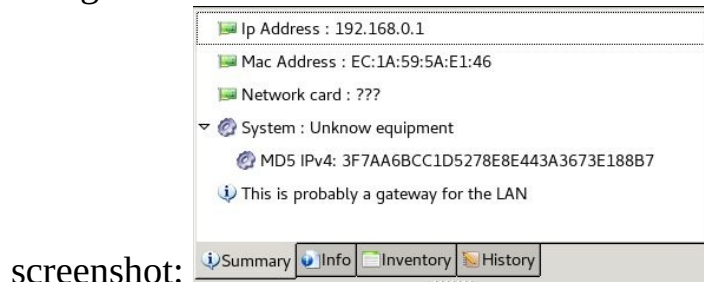 Ip Address : 192.168.0.1
Mac Address : EC:1A:59:5A:E1:46
Network card : ???
System : Unknow equipment
MD5 IPv4: 3F7AA6BCC1D5278E8E443A3673E188B7
This is probably a gateway for the LAN
Summary Info Inventory History
screenshot: